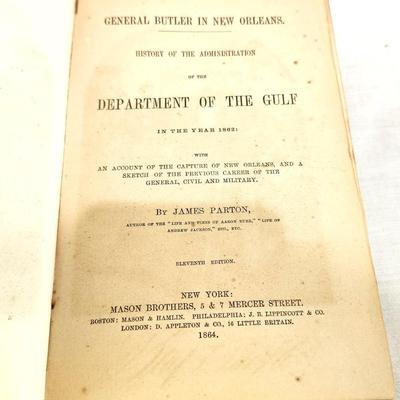 GENERAL BUTLER IN NEW ORLEANS.
HISTORY OF THE ADMINISTRATION
OF THE
DEPARTMENT OF THE GULF
IN THE YEAR 1862:
WITH
AN ACCOUNT OF THE CAPTURE OF NEW ORLEANS, AND A
SKETCH OF THE PREVIOUS CAREER OF THE
GENERAL, CIVIL AND MILITARY.
BY JAMES PARTON,
AUTHOR OF THE "LIFE AND TIMES OF AARON BURR," "LIFE OF
ANDREW JACKSON," ETC., ETC.
ELEVENTH EDITION.
NEW YORK:
MASON BROTHERS, 5 & 7 MERCER STREET.
BOSTON: MASON & HAMLIN. PHILADELPHIA: J. B. LIPPINCOTT & CO.
LONDON: D. APPLETON & CO., 16 LITTLE BRITAIN.
1864.